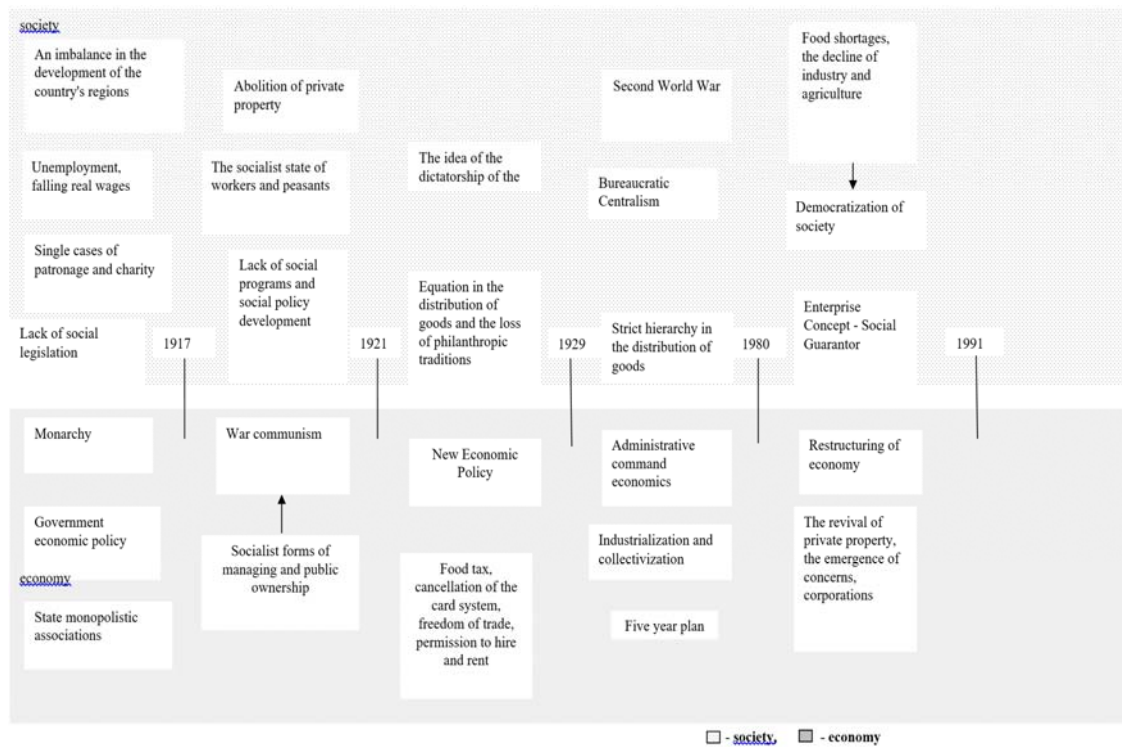 society
An imbalance in the
development of the
country's regions
Unemployment,
falling real wages
Single cases of
patronage and charity
Lack of social
legislation
1917
Abolition of private
property
The socialist state of
workers and peasants
Lack of social
programs and
social policy
development
1921
The idea of the
dictatorship of the
Equation in the
distribution of
goods and the loss
of philanthropic
traditions
1929
Second World War
Bureaucratic
Centralism
Strict hierarchy in
the distribution of
goods
1980
Food shortages,
the decline of
industry and
agriculture
Democratization of
society
Enterprise
Concept - Social
Guarantor
1991
Monarchy
Government
economic policy
economy
State monopolistic
associations
War communism
Socialist forms of
managing and public
ownership
New Economic
Policy
Food tax,
cancellation of the
card system,
freedom of trade,
permission to hire
and rent
Administrative
command
economics
Industrialization and
collectivization
Five year plan
Restructuring of
economy
The revival of
private property,
the emergence of
concerns,
corporations
- society, - economy